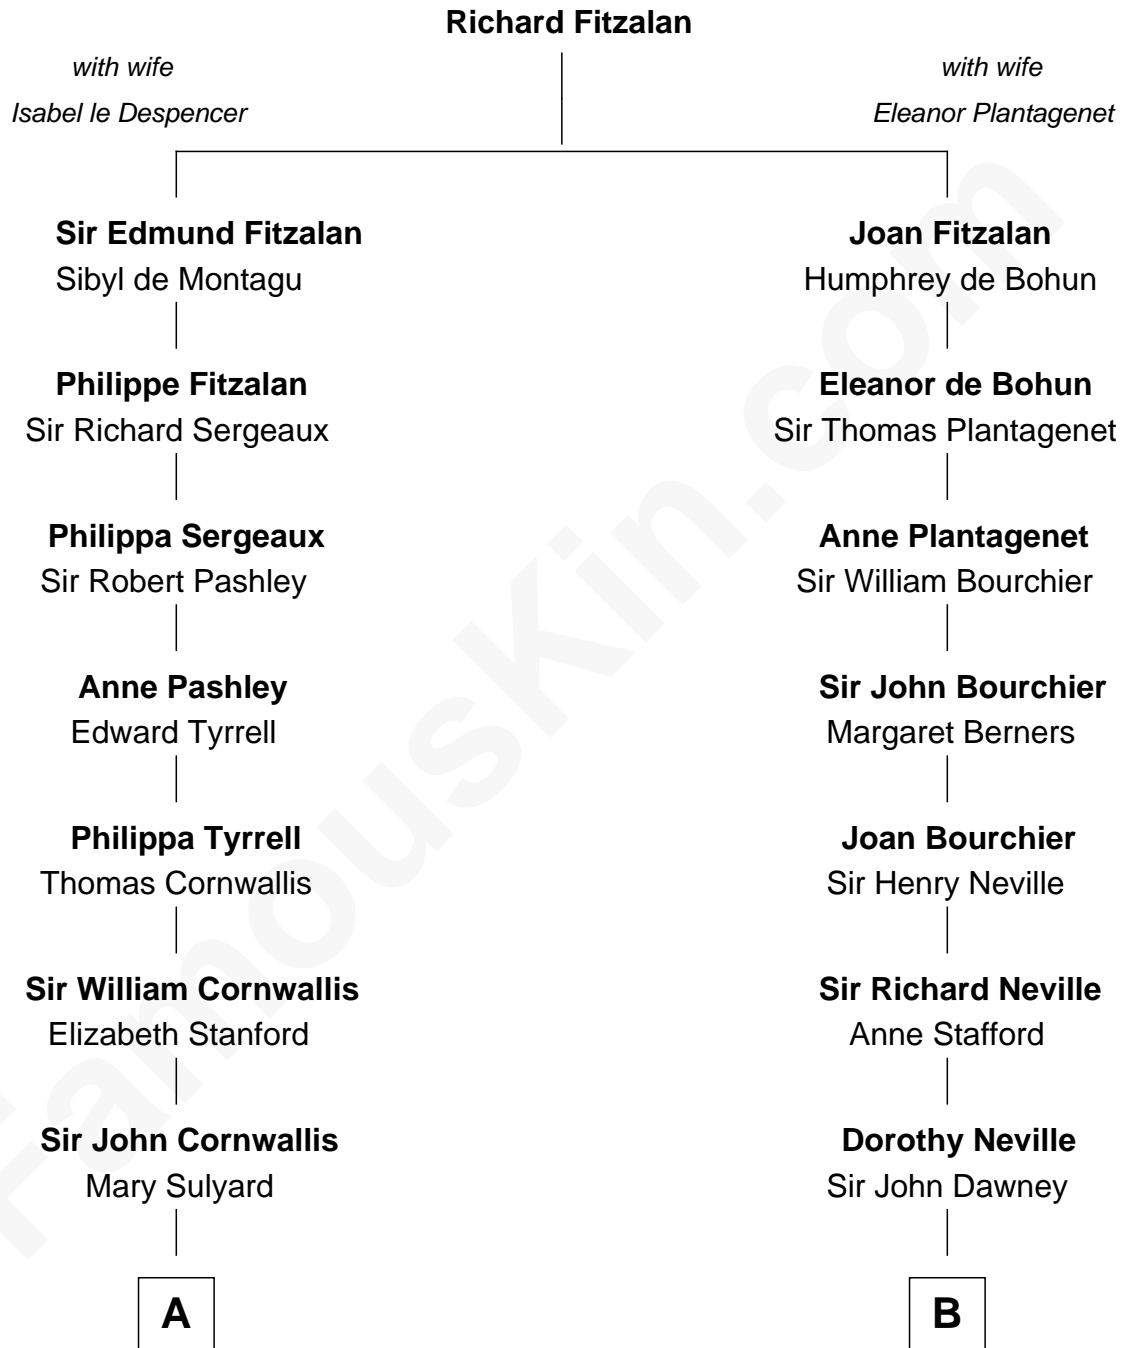 Richard Fitzalan
with wife
Isabel le Despencer
with wife
Eleanor Plantagenet
Sir Edmund Fitzalan
Sibyl de Montagu
Joan Fitzalan
Humphrey de Bohun
Philippe Fitzalan
Sir Richard Sergeaux
Eleanor de Bohun
Sir Thomas Plantagenet
Philippa Sergeaux
Sir Robert Pashley
Anne Plantagenet
Sir William Bourchier
Anne Pashley
Edward Tyrrell
Sir John Bourchier
Margaret Berners
Philippa Tyrrell
Thomas Cornwallis
Joan Bourchier
Sir Henry Neville
Sir William Cornwallis
Elizabeth Stanford
Sir Richard Neville
Anne Stafford
Sir John Cornwallis
Mary Sulyard
Dorothy Neville
Sir John Dawney
A
B
FamousKin.com